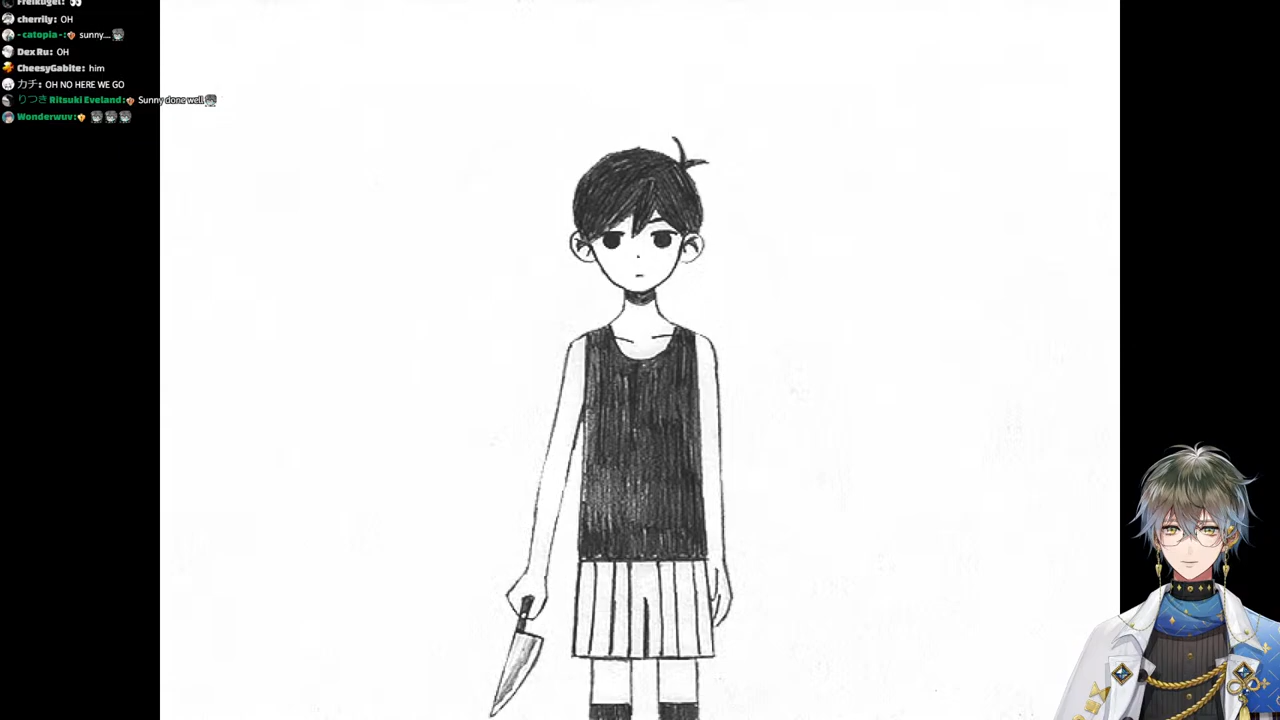 Freikugel:
cherrily: OH
- catopia -: sunny....
Dex Ru: OH
CheesyGabite: him
カチ: OH NO HERE WE GO
りつき Ritsuki Eveland: Sunny done well
Wonderwuv: